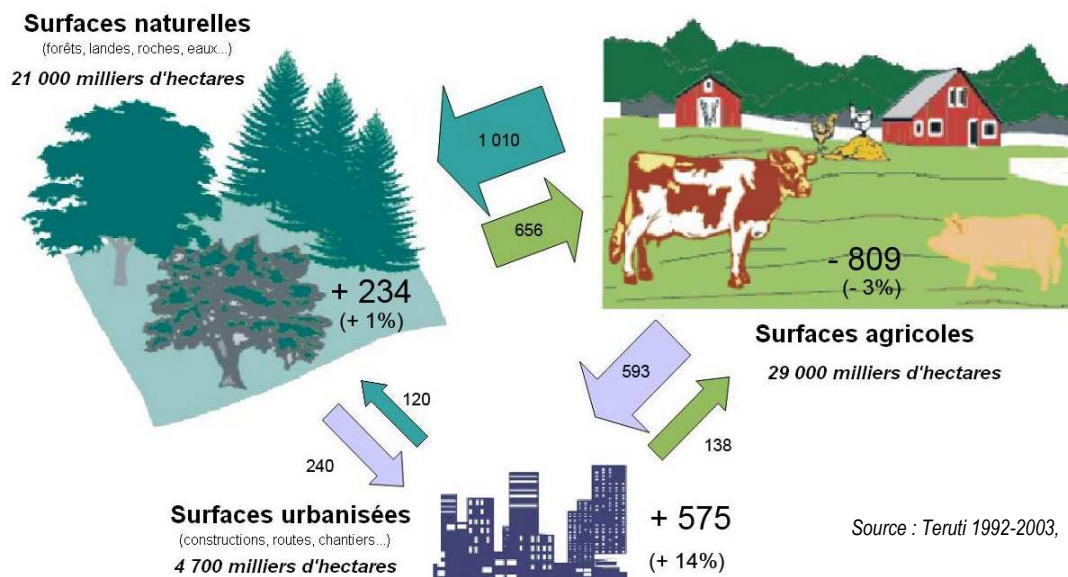 Surfaces naturelles
(forêts, landes, roches, eaux...)
21 000 milliers d'hectares
1 010
656
+ 234
(+ 1%)
- 809
(- 3%)
Surfaces agricoles
29 000 milliers d'hectares
593
138
120
240
Surfaces urbanisées
(constructions, routes, chantiers...)
4 700 milliers d'hectares
+ 575
(+ 14%)
Source : Teruti 1992-2003,